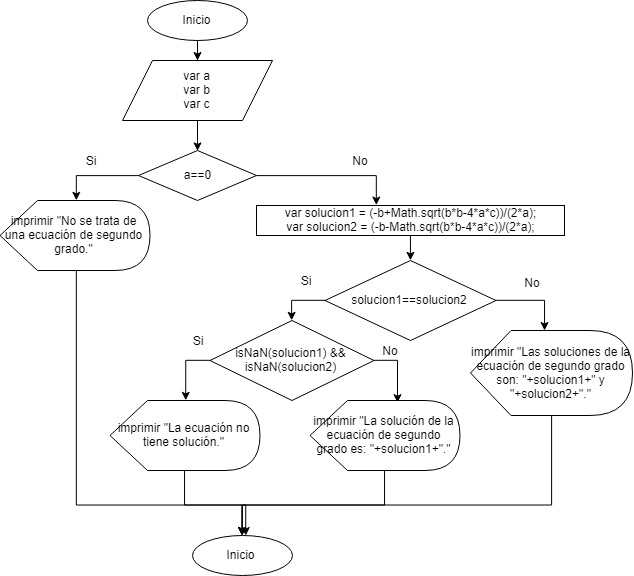 Inicio
var a
var b
var c
Si
a==0
No
imprimir "No se trata de
una ecuación de segundo
grado."
var solucion1 = (-b+Math.sqrt(b*b-4*a*c))/(2*a);
var solucion2 = (-b-Math.sqrt(b*b-4*a*c))/(2*a);
Si
solucion1==solucion2
No
Si
isNaN(solucion1) &&
isNaN(solucion2)
No
imprimir "Las soluciones de la
ecuación de segundo grado
son: "+solucion1+" y
"+solucion2+"."
imprimir "La ecuación no
tiene solución."
imprimir "La solución de la
ecuación de segundo
grado es: "+solucion1+"."
Inicio